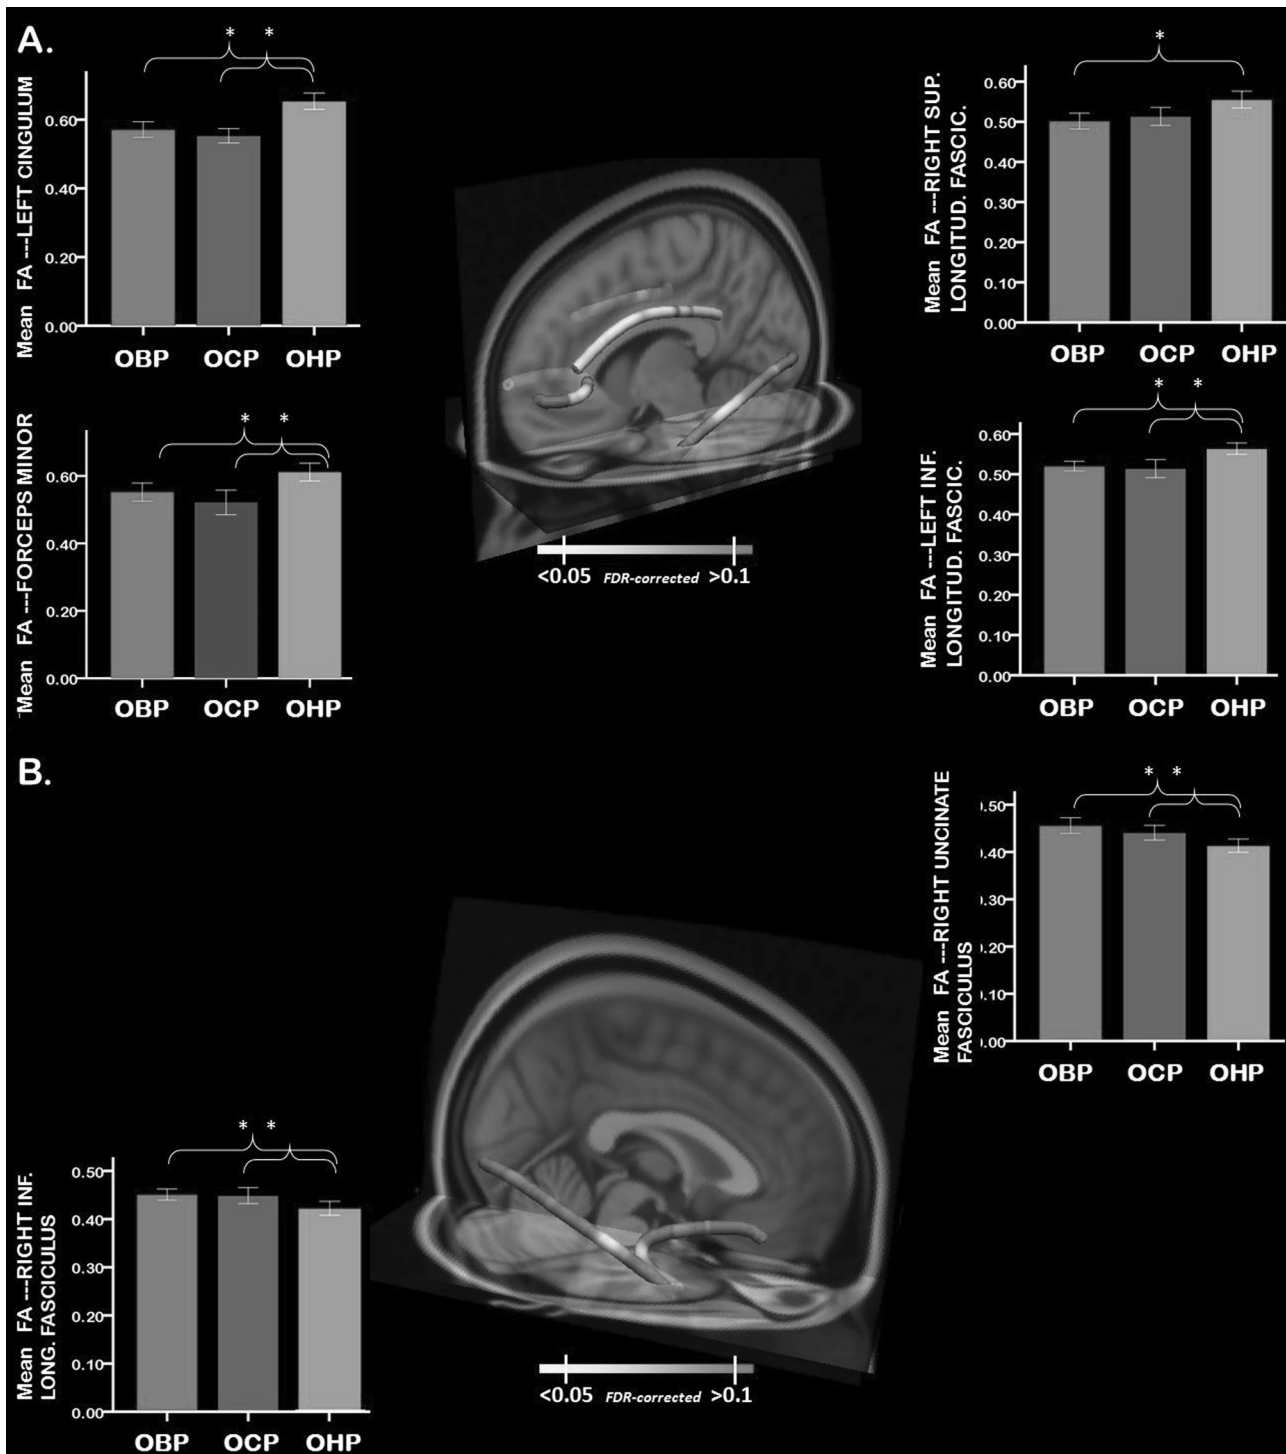 A.
* *
Mean FA ---LEFT CINGULUM
0.60
0.40
0.20
0.00
OBP OCP OHP
*
Mean FA ---RIGHT SUP.
LONGITUD. FASCIC.
0.60
0.50
0.40
0.30
0.20
0.10
0.00
OBP OCP OHP
* *
Mean FA ---FORCEPS MINOR
0.60
0.40
0.20
0.00
OBP OCP OHP
* *
Mean FA ---LEFT INF.
LONGITUD. FASCIC.
0.60
0.50
0.40
0.30
0.20
0.10
0.00
OBP OCP OHP
<0.05 FDR-corrected >0.1
B.
* *
Mean FA ---RIGHT UNCINATE
FASCICULUS
.50
.40
.30
.20
.10
.00
OBP OCP OHP
* *
Mean FA ---RIGHT INF.
LONG. FASCICULUS
0.50
0.40
0.30
0.20
0.10
0.00
OBP OCP OHP
<0.05 FDR-corrected >0.1